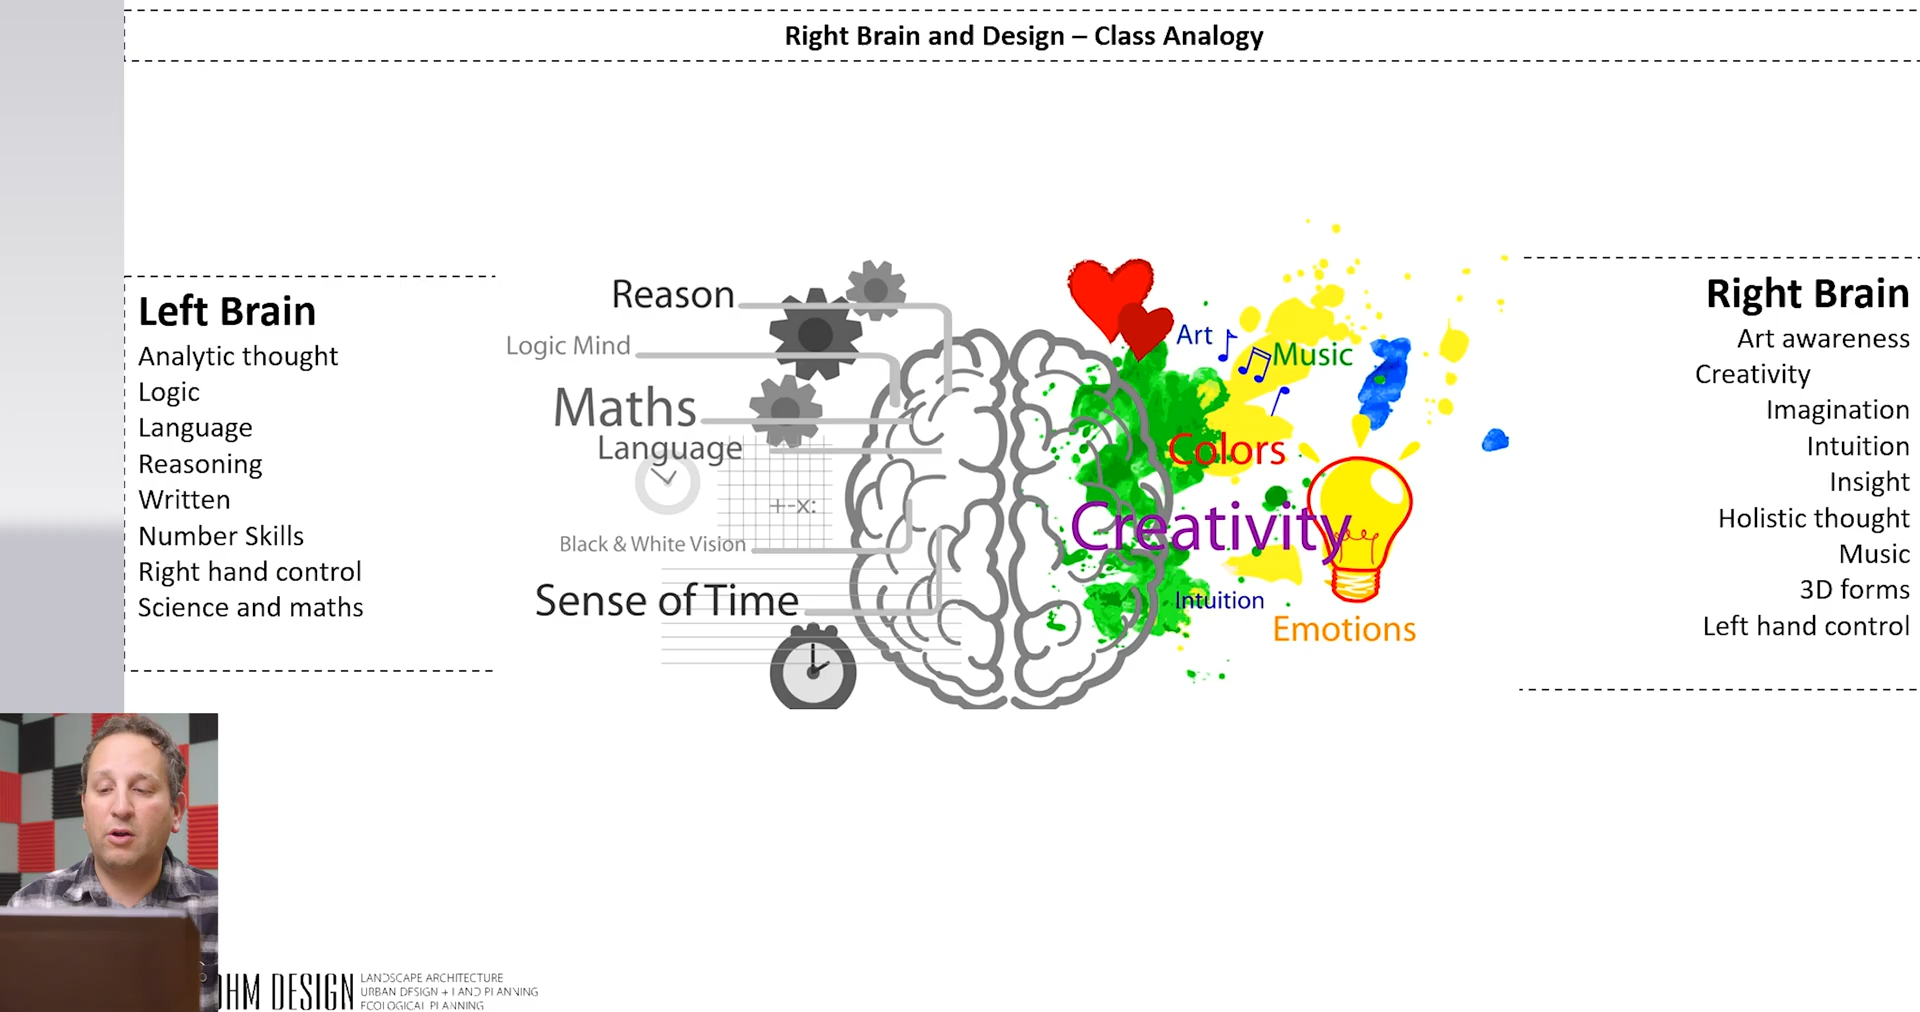 Right Brain and Design – Class Analogy
Left Brain
Analytic thought
Logic
Language
Reasoning
Written
Number Skills
Right hand control
Science and maths
Reason
Logic Mind
Maths
Language
+-x:
Black & White Vision
Sense of Time
Art
Music
Colors
Creativity
Intuition
Emotions
Right Brain
Art awareness
Creativity
Imagination
Intuition
Insight
Holistic thought
Music
3D forms
Left hand control
OHM DESIGN
LANDSCAPE ARCHITECTURE
URBAN DESIGN + LAND PLANNING
ECOLOGICAL PLANNING